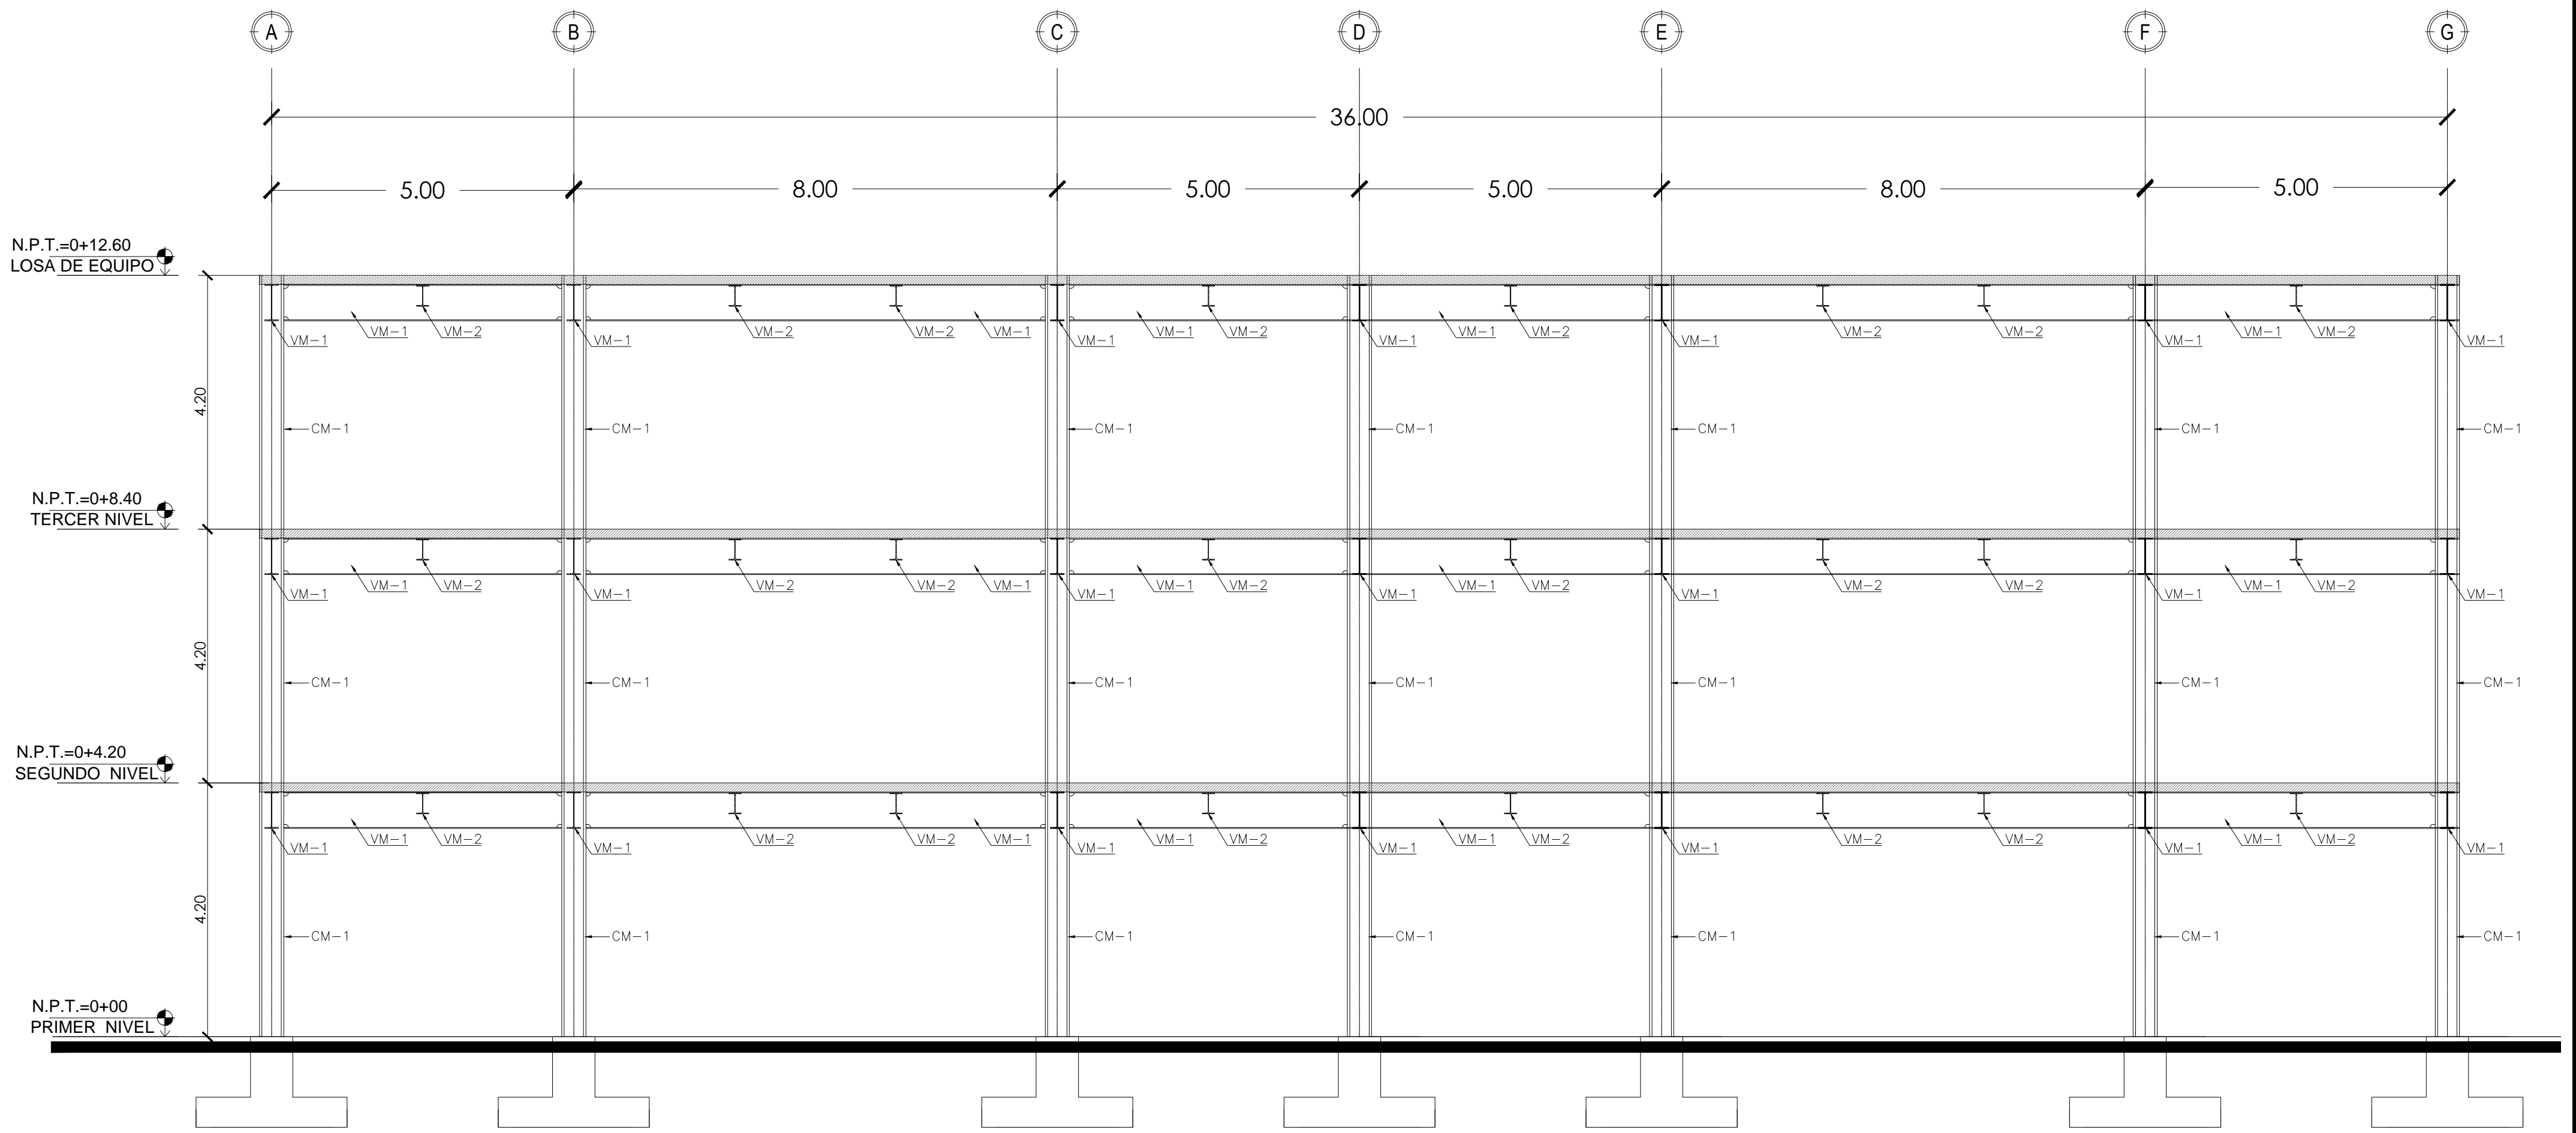 A B C D E F G
36.00
5.00 8.00 5.00 5.00 8.00 5.00
N.P.T.=0+12.60
LOSA DE EQUIPO
VM-1 VM-2 VM-2 VM-2 VM-1 VM-1 VM-2 VM-1 VM-2 VM-2 VM-2 VM-1 VM-2
VM-1 VM-1 VM-1 VM-1 VM-1 VM-1 VM-1
4.20
CM-1 CM-1 CM-1 CM-1 CM-1 CM-1 CM-1
N.P.T.=0+8.40
TERCER NIVEL
VM-1 VM-2 VM-2 VM-2 VM-1 VM-1 VM-2 VM-1 VM-2 VM-2 VM-2 VM-1 VM-2
VM-1 VM-1 VM-1 VM-1 VM-1 VM-1 VM-1
4.20
CM-1 CM-1 CM-1 CM-1 CM-1 CM-1 CM-1
N.P.T.=0+4.20
SEGUNDO NIVEL
VM-1 VM-2 VM-2 VM-2 VM-1 VM-1 VM-2 VM-1 VM-2 VM-2 VM-2 VM-1 VM-2
VM-1 VM-1 VM-1 VM-1 VM-1 VM-1 VM-1
4.20
CM-1 CM-1 CM-1 CM-1 CM-1 CM-1 CM-1
N.P.T.=0+00
PRIMER NIVEL